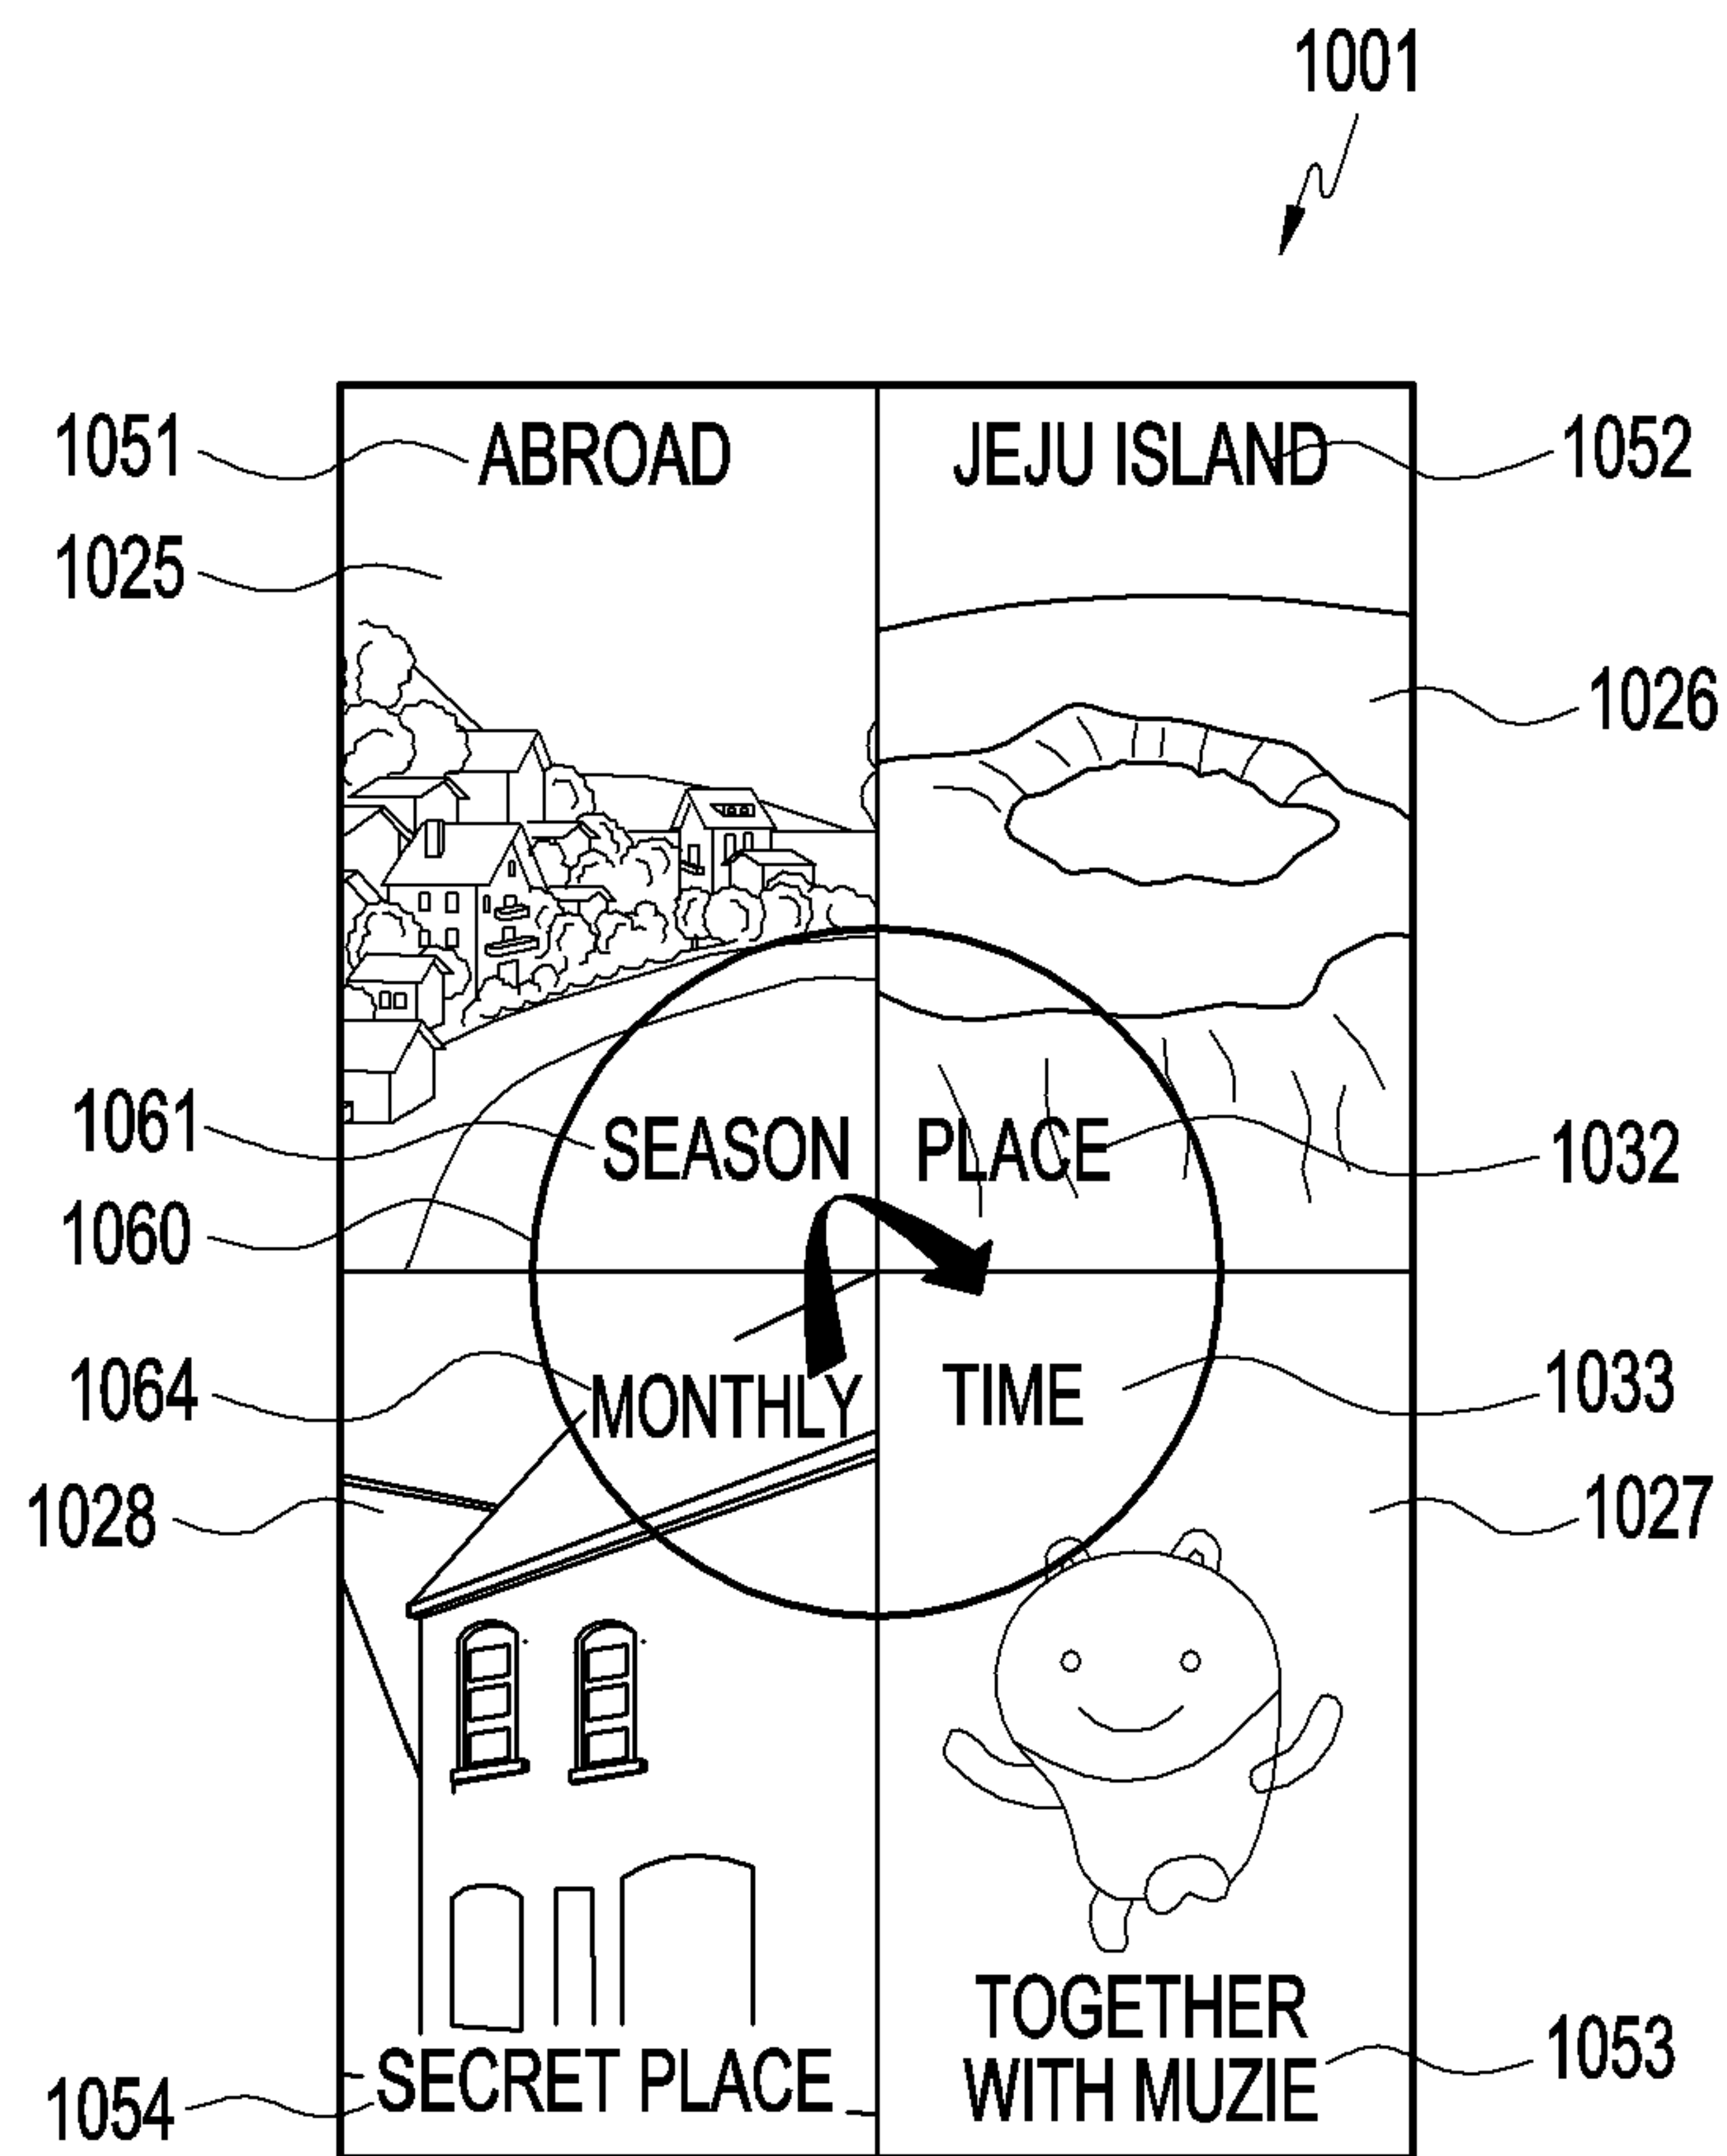 1001
1051
ABROAD
JEJU ISLAND
1052
1025
1026
1061
SEASON
PLACE
1032
1060
1064
MONTHLY
TIME
1033
1028
1027
TOGETHER
WITH MUZIE
1053
SECRET PLACE
1054